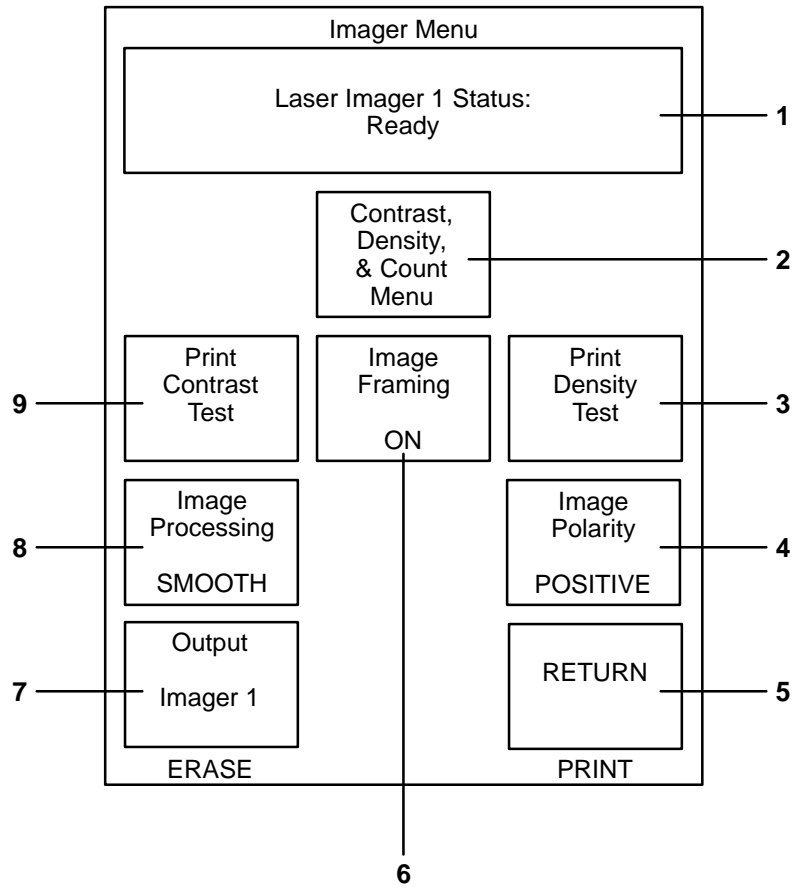 Imager Menu
Laser Imager 1 Status:
Ready
1
Contrast,
Density,
& Count
Menu
2
Print
Contrast
Test
9
Image
Framing
ON
6
Print
Density
Test
3
Image
Processing
SMOOTH
8
Image
Polarity
POSITIVE
4
Output
Imager 1
7
RETURN
5
ERASE
PRINT